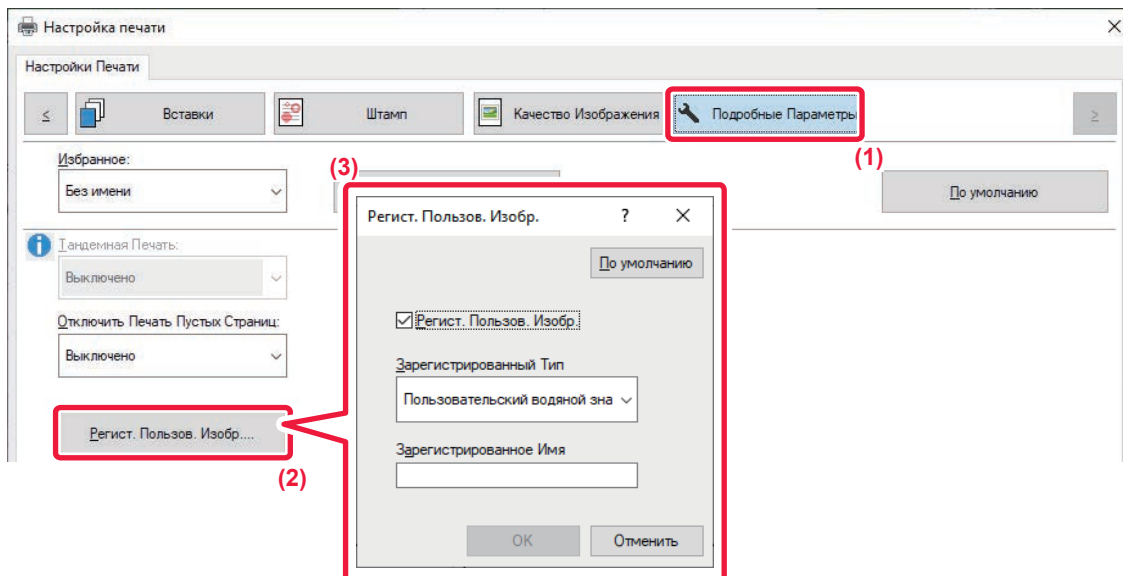 Настройка печати
Настройки Печати
<
Вставки
Штамп
Качество Изображения
Подробные Параметры
>
(1)
Избранное:
(3)
Без имени
По умолчанию
Регист. Пользов. Изобр.
?
Тандемная Печать:
Выключено
По умолчанию
Отключить Печать Пустых Страниц:
Регист. Пользов. Изобр.
Выключено
Зарегистрированный Тип
Пользовательский водяной зна
Регист. Пользов. Изобр....
Зарегистрированное Имя
(2)
OK
Отменить